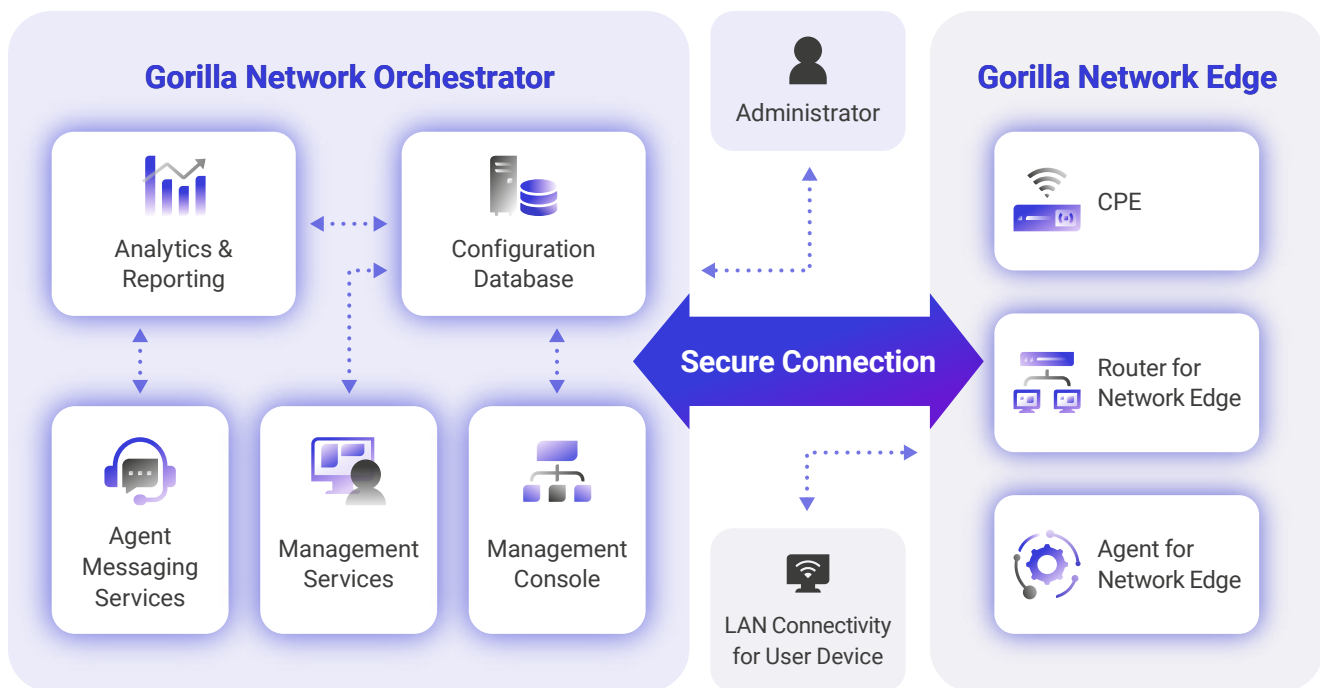 Gorilla Network Orchestrator
Analytics &
Reporting
Configuration
Database
Agent
Messaging
Services
Management
Services
Management
Console
Administrator
Secure Connection
LAN Connectivity
for User Device
Gorilla Network Edge
CPE
Router for
Network Edge
Agent for
Network Edge